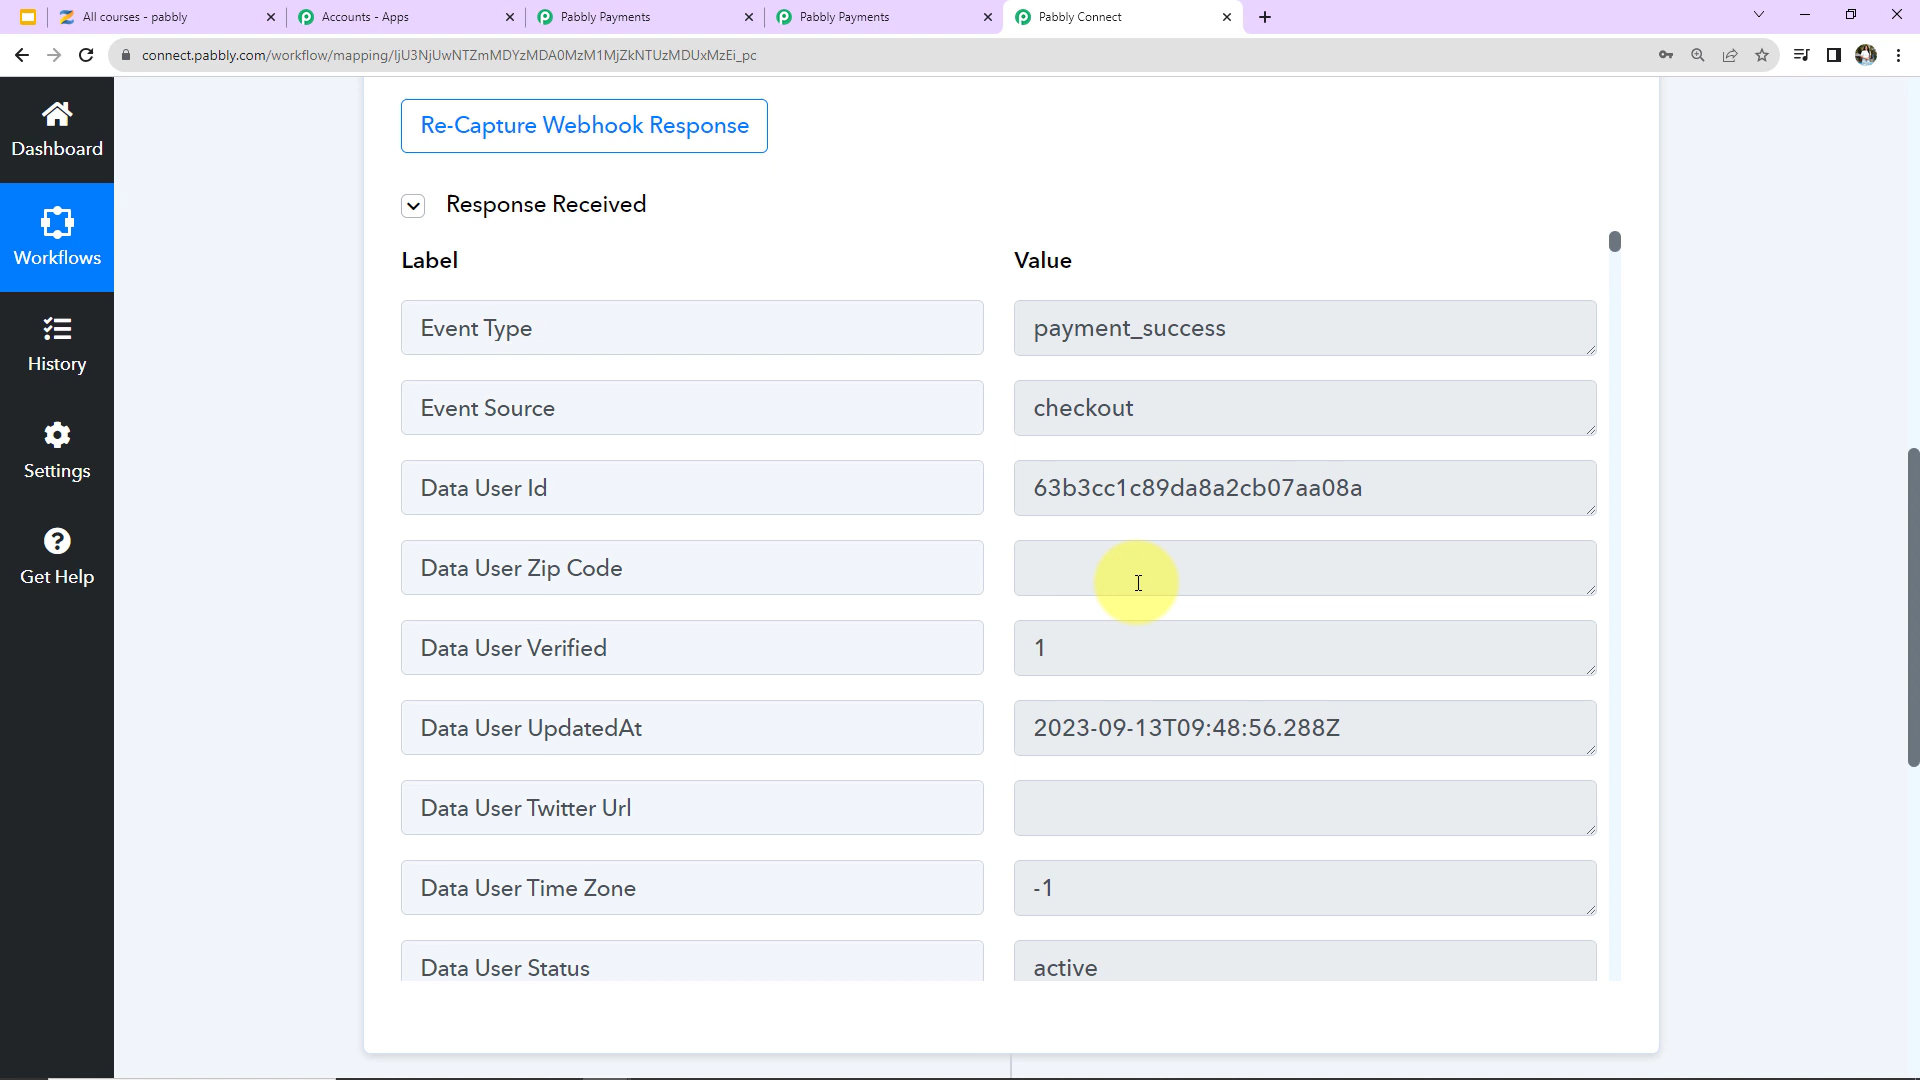 All courses - pabbly
Accounts - Apps
Pabbly Payments
Pabbly Payments
Pabbly Connect
connect.pabbly.com/workflow/mapping/IjU3NjUwNTZmMDYzMDA0MzM1MjZkNTUzMDUxMzEi_pc
Dashboard
Workflows
History
Settings
Get Help
Re-Capture Webhook Response
Response Received
Label Value
Event Type payment_success
Event Source checkout
Data User Id 63b3cc1c89da8a2cb07aa08a
Data User Zip Code
Data User Verified 1
Data User UpdatedAt 2023-09-13T09:48:56.288Z
Data User Twitter Url
Data User Time Zone -1
Data User Status active